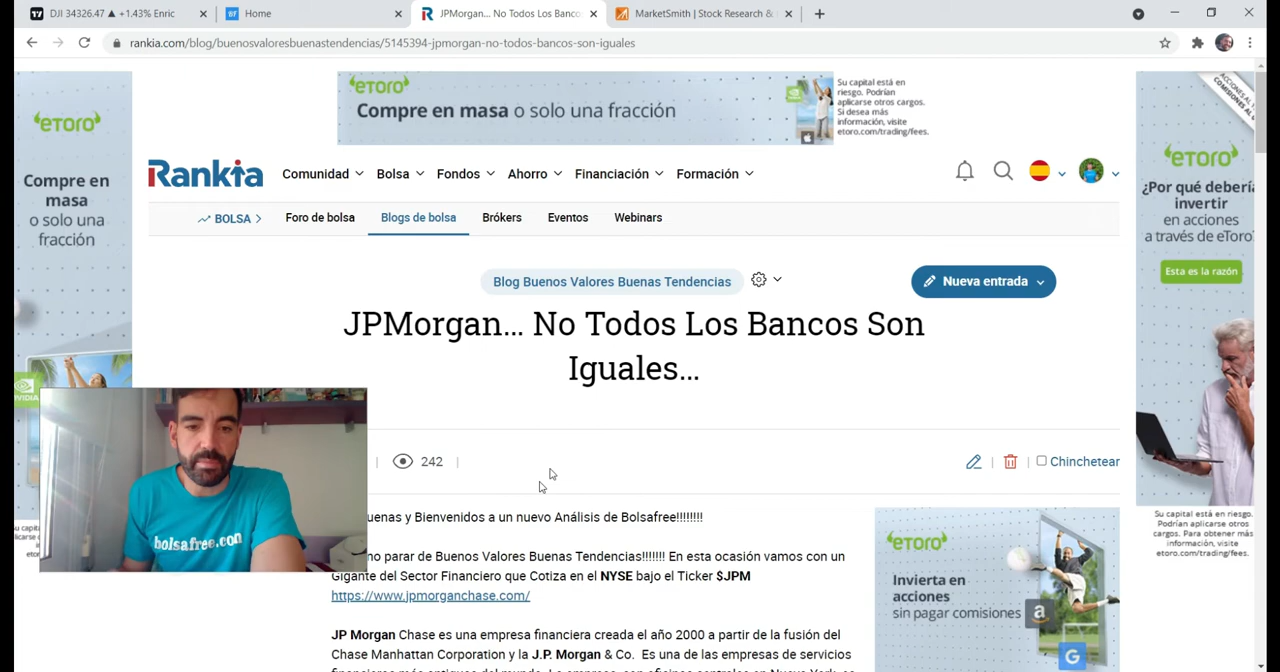 DJI 34326.47 ▲ +1.43% Enric
Home
JPMorgan... No Todos Los Banco
MarketSmith | Stock Research &
rankia.com/blog/buenosvaloresbuenastendencias/5145394-jpmorgan-no-todos-bancos-son-iguales
eToro
Compre en masa o solo una fracción
Su capital está en
riesgo. Podrían
aplicarse otros cargos.
Si desea más
información, visite
etoro.com/trading/fees.
eToro
Compre en
masa
o solo una
fracción
NVIDIA
eToro
¿Por qué debería
invertir
en acciones
a través de eToro?
Esta es la razón
Rankia
Comunidad
Bolsa
Fondos
Ahorro
Financiación
Formación
BOLSA
Foro de bolsa
Blogs de bolsa
Brókers
Eventos
Webinars
Blog Buenos Valores Buenas Tendencias
Nueva entrada
JPMorgan... No Todos Los Bancos Son
Iguales...
242
Chinchetear
uenas y Bienvenidos a un nuevo Análisis de Bolsafree!!!!!!!!
no parar de Buenos Valores Buenas Tendencias!!!!!!! En esta ocasión vamos con un
Gigante del Sector Financiero que Cotiza en el NYSE bajo el Ticker $JPM
https://www.jpmorganchase.com/
JP Morgan Chase es una empresa financiera creada el año 2000 a partir de la fusión del
Chase Manhattan Corporation y la J.P. Morgan & Co. Es una de las empresas de servicios
bolsafree.com
eToro
Invierta en
acciones
sin pagar comisiones
Su capital está en riesgo.
Podrían aplicarse otros
cargos. Para obtener más
información, visite
etoro.com/trading/fees.